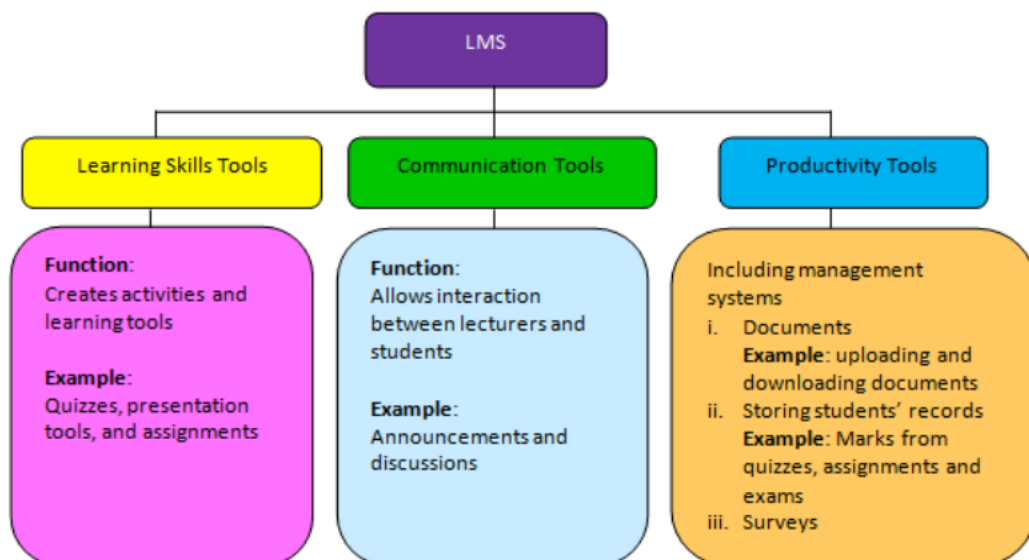 LMS
Learning Skills Tools
Communication Tools
Productivity Tools
Function:
Creates activities and
learning tools
Example:
Quizzes, presentation
tools, and assignments
Function:
Allows interaction
between lecturers and
students
Example:
Announcements and
discussions
Including management
systems
i. Documents
Example: uploading and
downloading documents
ii. Storing students’ records
Example: Marks from
quizzes, assignments and
exams
iii. Surveys